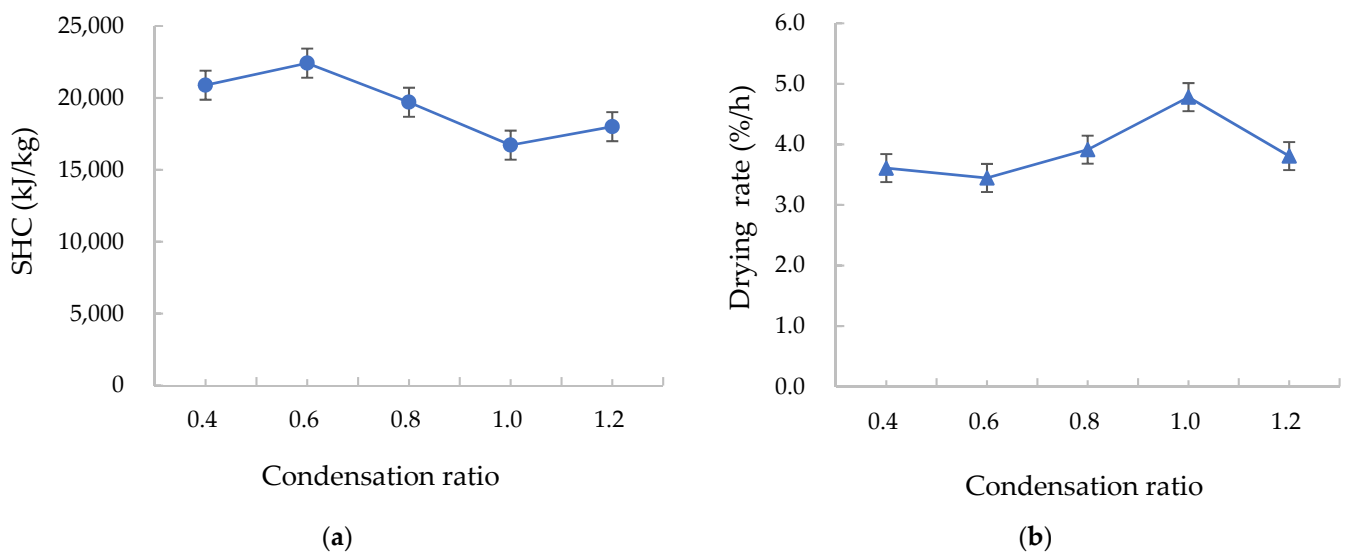 25,000
20,000
15,000
10,000
5,000
0
SHC (kJ/kg)
0.4 0.6 0.8 1.0 1.2
Condensation ratio
(a)
6.0
5.0
4.0
3.0
2.0
1.0
0.0
Drying rate (%/h)
0.4 0.6 0.8 1.0 1.2
Condensation ratio
(b)